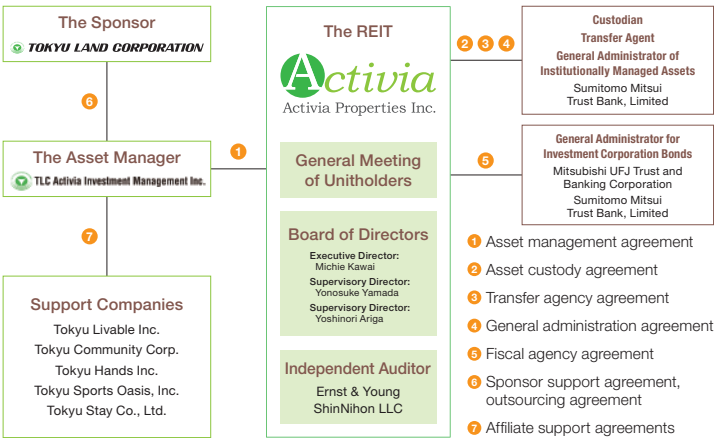 The Sponsor
TOKYU LAND CORPORATION
6
The Asset Manager
TLC Activia Investment Management Inc.
7
Support Companies
Tokyu Livable Inc.
Tokyu Community Corp.
Tokyu Hands Inc.
Tokyu Sports Oasis, Inc.
Tokyu Stay Co., Ltd.
1
The REIT
Activia
Activia Properties Inc.
General Meeting
of Unitholders
Board of Directors
Executive Director:
Michie Kawai
Supervisory Director:
Yonosuke Yamada
Supervisory Director:
Yoshinori Ariga
Independent Auditor
Ernst & Young
ShinNihon LLC
2 3 4
Custodian
Transfer Agent
General Administrator of
Institutionally Managed Assets
Sumitomo Mitsui
Trust Bank, Limited
5
General Administrator for
Investment Corporation Bonds
Mitsubishi UFJ Trust and
Banking Corporation
Sumitomo Mitsui
Trust Bank, Limited
1 Asset management agreement
2 Asset custody agreement
3 Transfer agency agreement
4 General administration agreement
5 Fiscal agency agreement
6 Sponsor support agreement,
outsourcing agreement
7 Affiliate support agreements